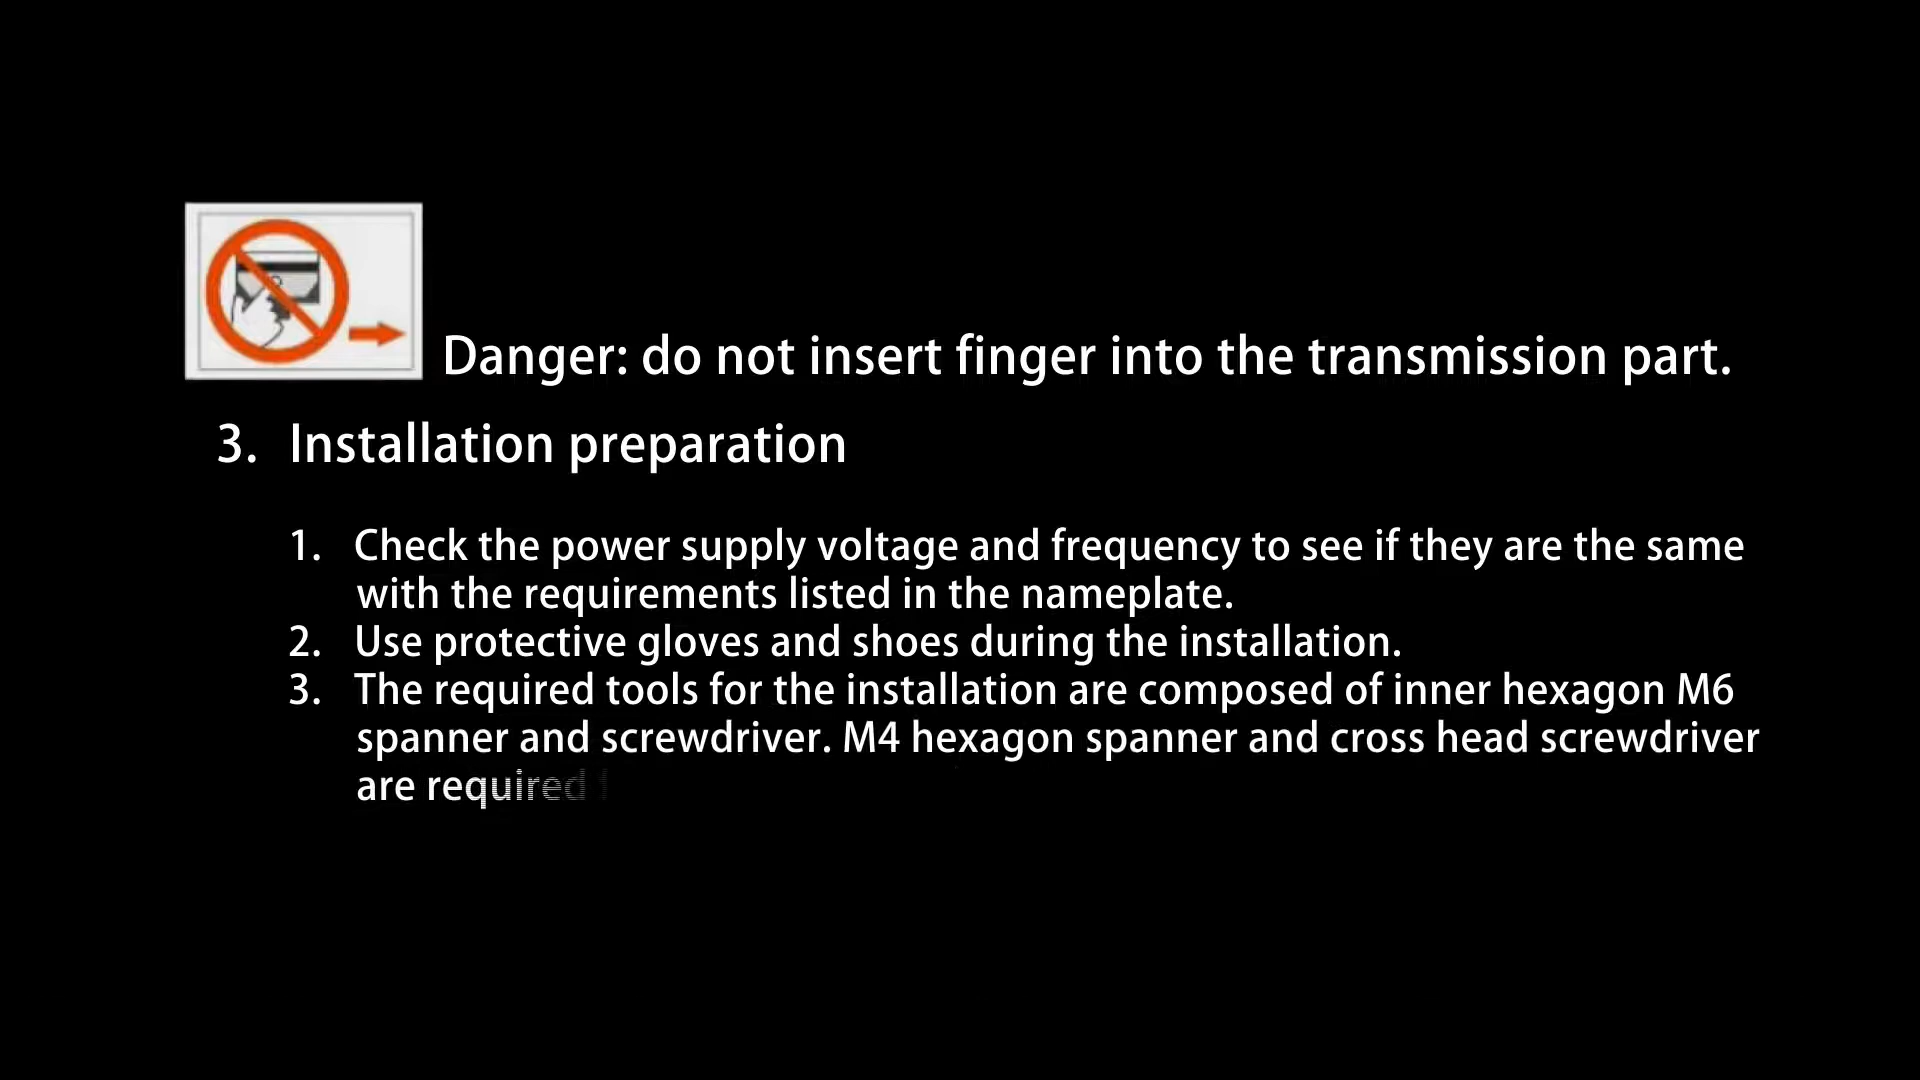 Danger: do not insert finger into the transmission part.
3. Installation preparation
1. Check the power supply voltage and frequency to see if they are the same
with the requirements listed in the nameplate.
2. Use protective gloves and shoes during the installation.
3. The required tools for the installation are composed of inner hexagon M6
spanner and screwdriver. M4 hexagon spanner and cross head screwdriver
are required